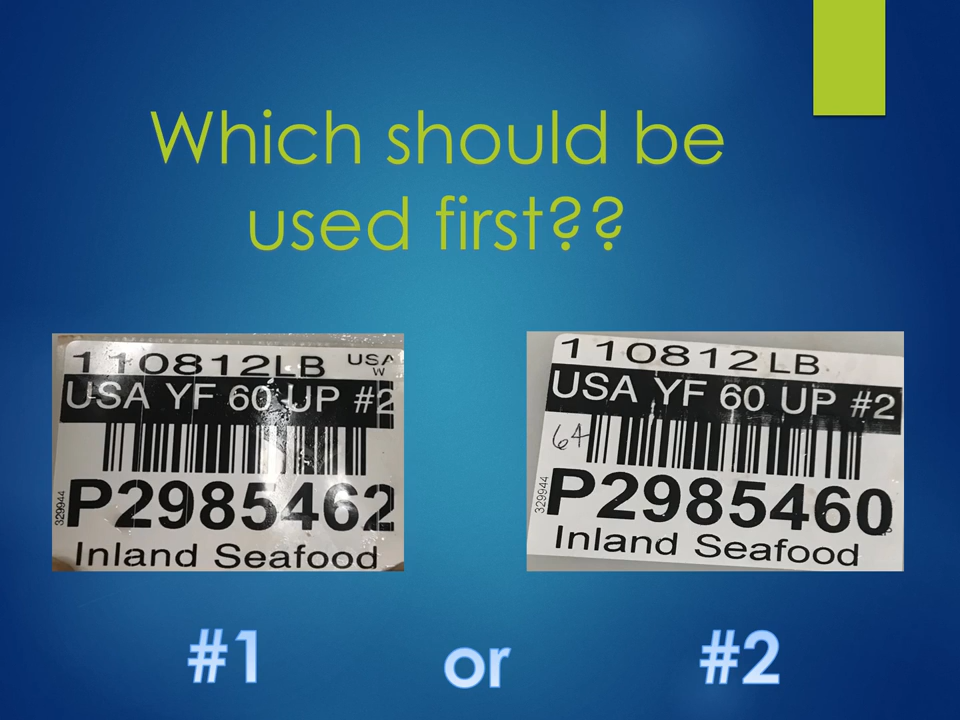 Which should be
used first??
110812LB USA
W
USA YF 60 UP #2
329944
P2985462
Inland Seafood
110812LB
USA YF 60 UP #2
64
329944
P2985460
Inland Seafood
#1 or #2